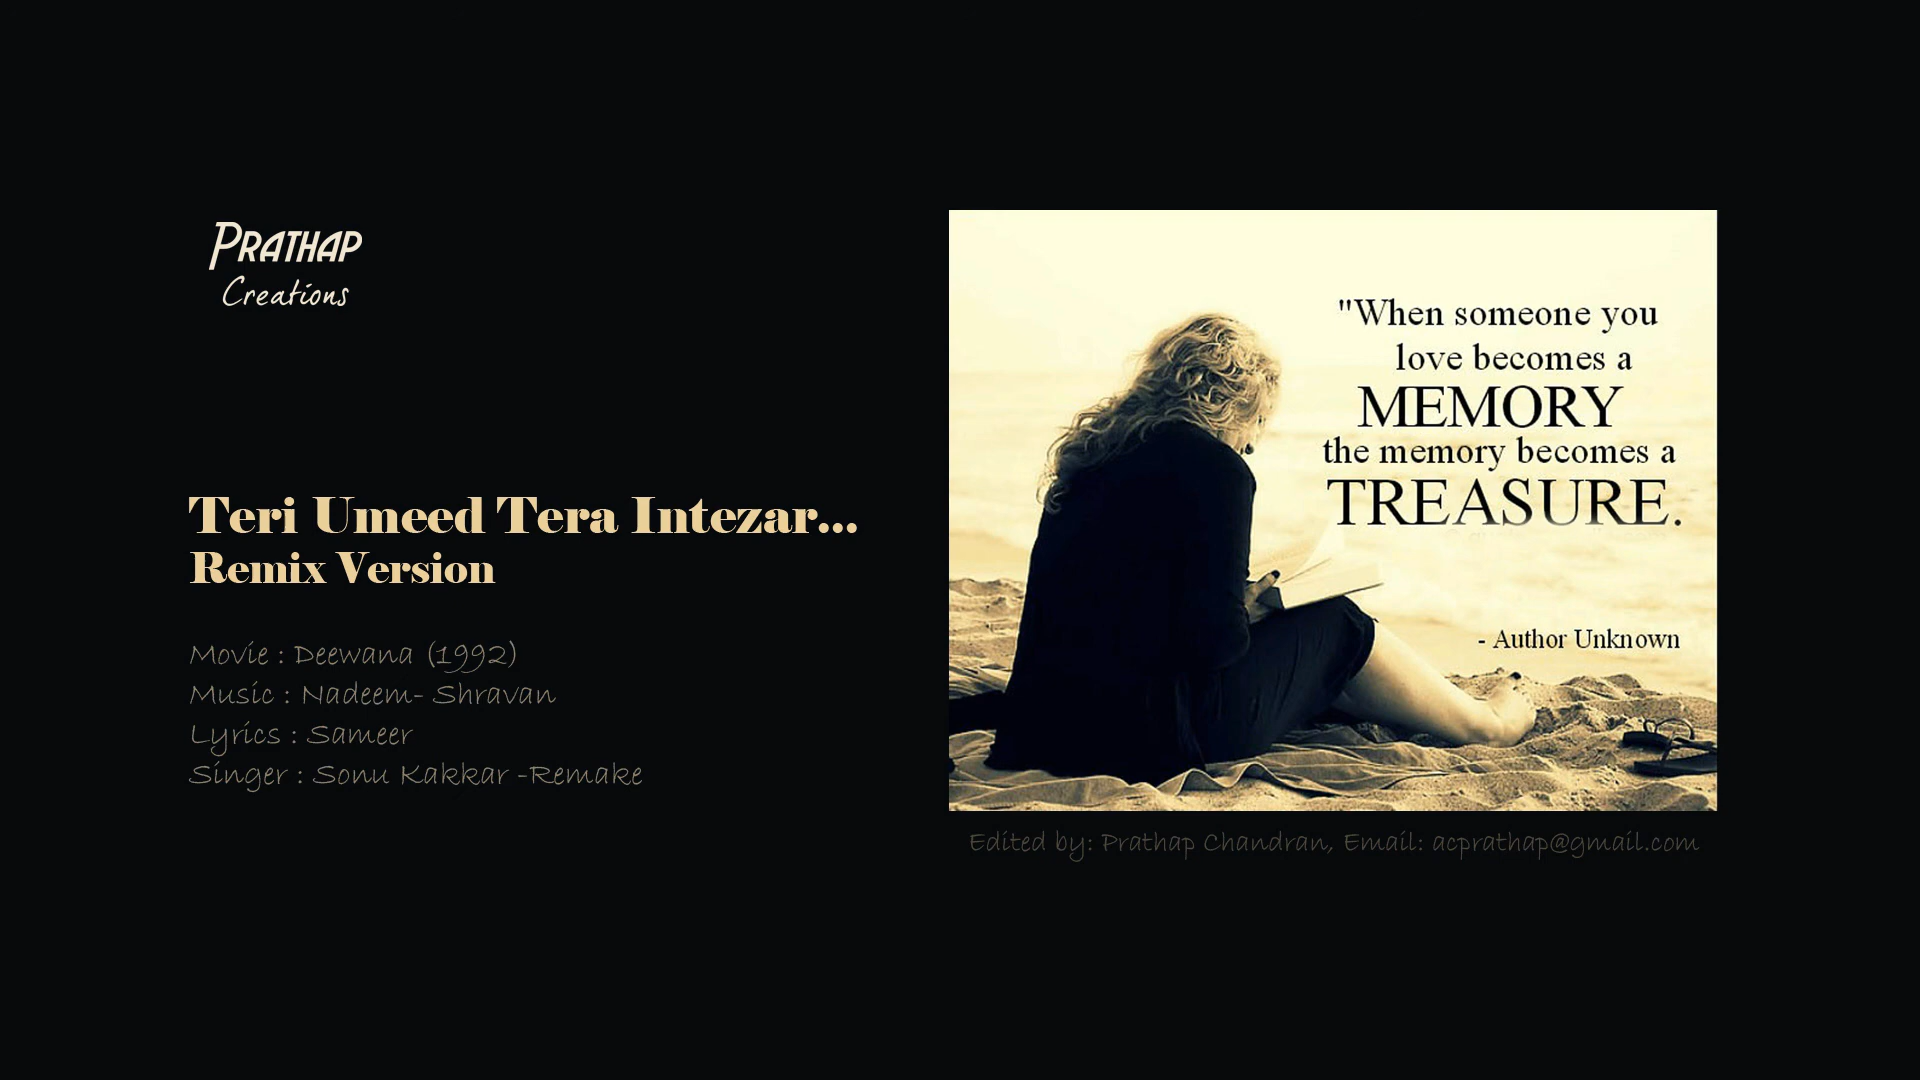 PRATHAP
Creations
Teri Umeed Tera Intezar...
Remix Version
Movie : Deewana (1992)
Music : Nadeem- Shravan
Lyrics : Sameer
Singer : Sonu Kakkar -Remake
"When someone you
love becomes a
MEMORY
the memory becomes a
TREASURE.
- Author Unknown
Edited by: Prathap Chandran, Email: acprathap@gmail.com